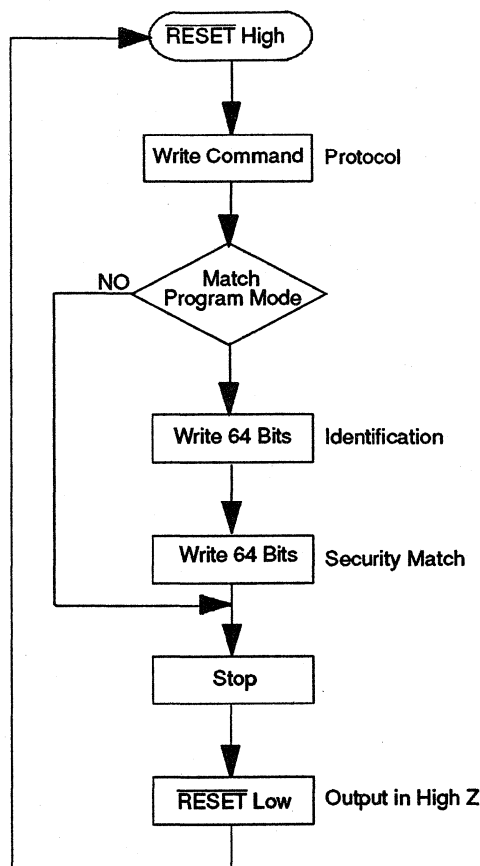 RESET High
Write Command
Protocol
NO
Match
Program Mode
Write 64 Bits
Identification
Write 64 Bits
Security Match
Stop
RESET Low
Output in High Z